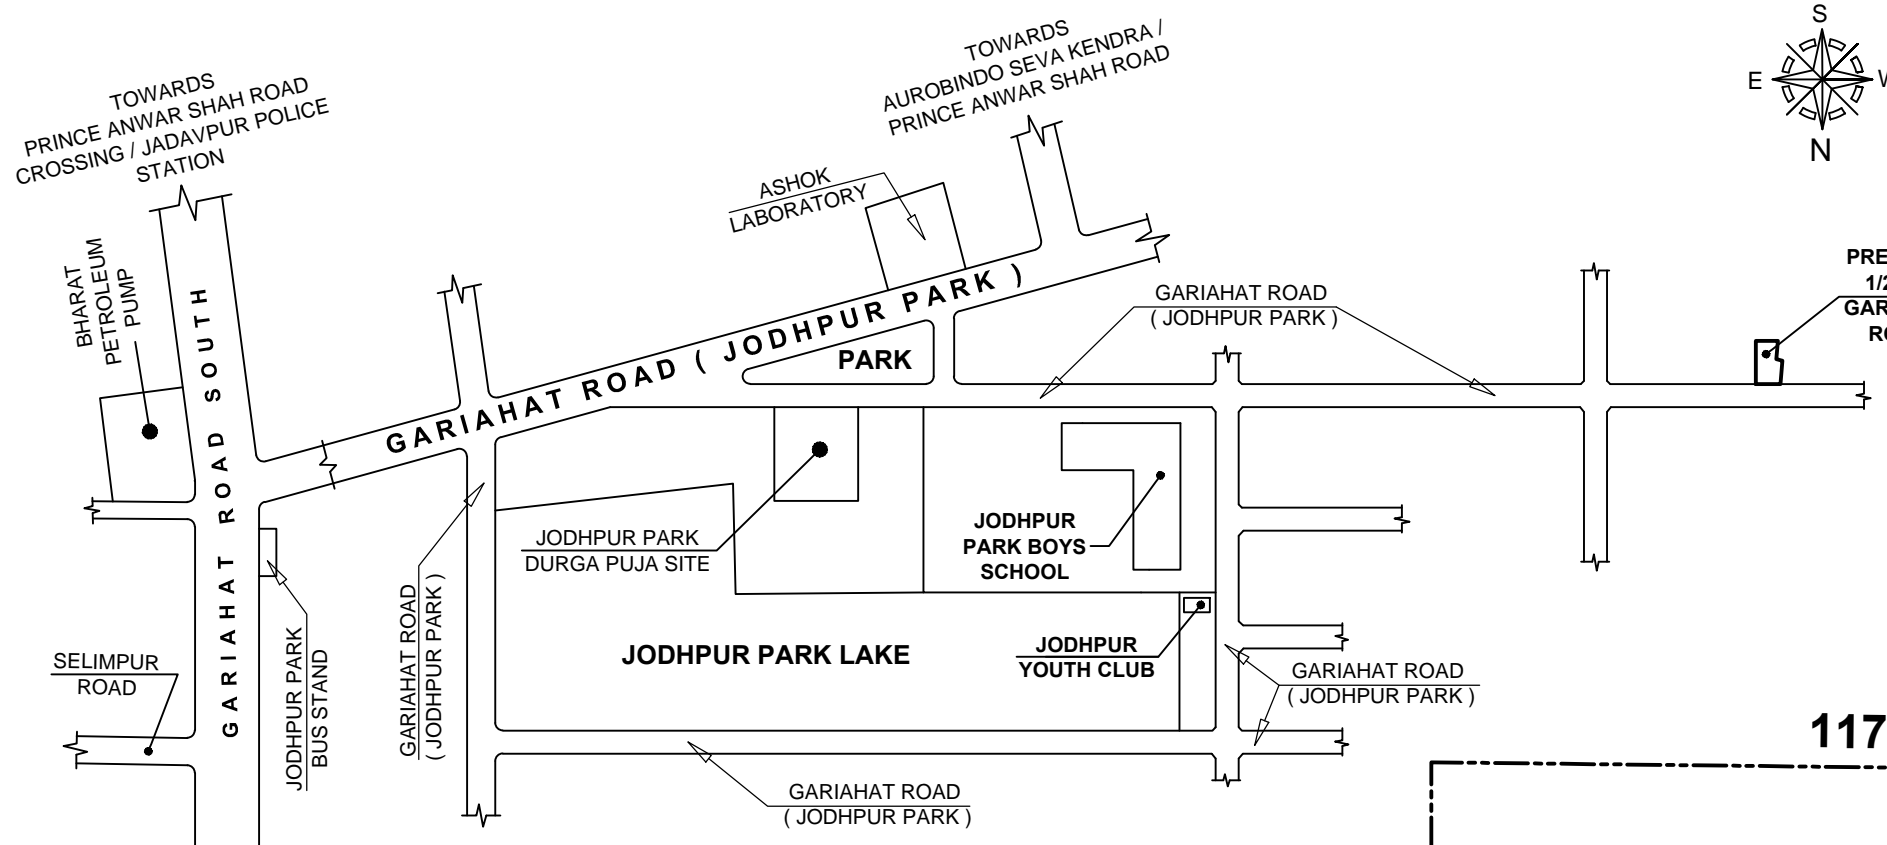 TOWARDS
PRINCE ANWAR SHAH ROAD
CROSSING / JADAVPUR POLICE
STATION
TOWARDS
AUROBINDO SEVA KENDRA /
PRINCE ANWAR SHAH ROAD
S
E
N
ASHOK
LABORATORY
BHARAT
PETROLEUM
PUMP
GARIAHAT ROAD SOUTH
GARIAHAT ROAD ( JODHPUR PARK )
PARK
GARIAHAT ROAD
( JODHPUR PARK )
1/2
JODHPUR PARK
DURGA PUJA SITE
JODHPUR
PARK BOYS
SCHOOL
GARIAHAT ROAD
( JODHPUR PARK )
JODHPUR PARK
BUS STAND
SELIMPUR
ROAD
JODHPUR PARK LAKE
JODHPUR
YOUTH CLUB
GARIAHAT ROAD
( JODHPUR PARK )
GARIAHAT ROAD
( JODHPUR PARK )
117